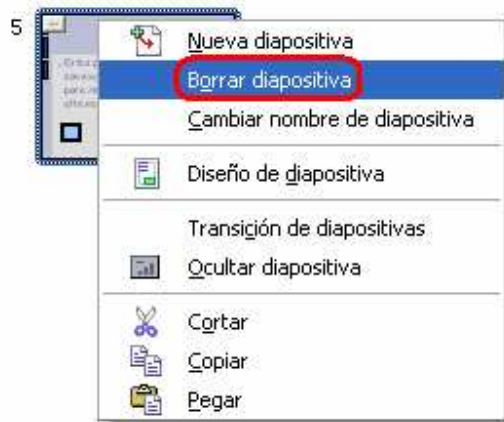 5
Nueva diapositiva
Borrar diapositiva
Cambiar nombre de diapositiva
Diseño de diapositiva
Transición de diapositivas
Ocultar diapositiva
Cortar
Copiar
Pegar